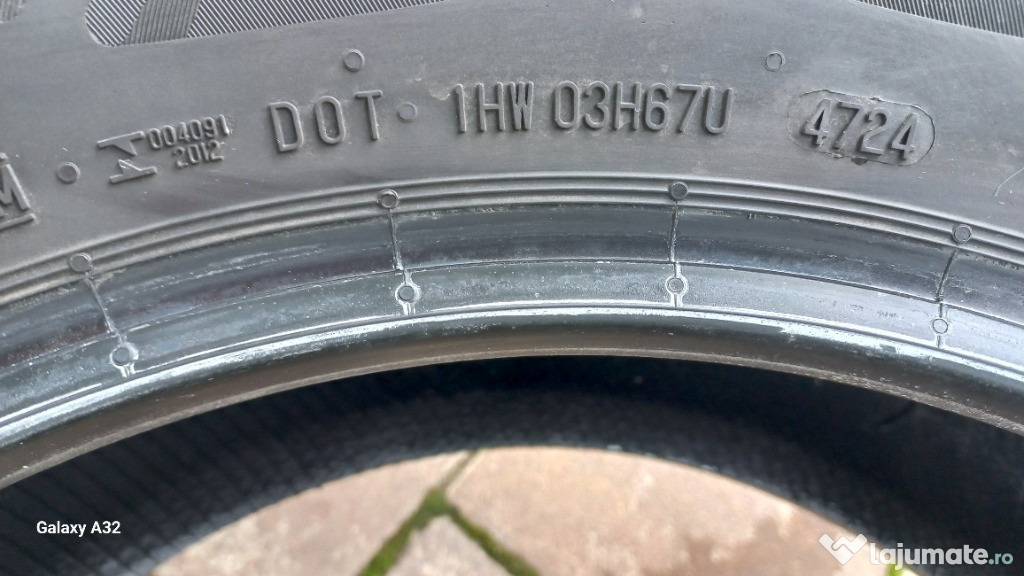 M
004091
2012
DOT 1HW 03H67U 4724
Galaxy A32
lajumate.ro